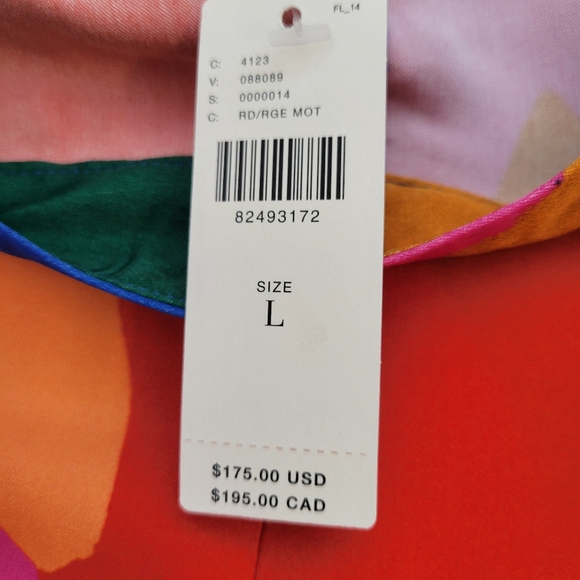 FL_14
C: 4123
V: 088089
S: 0000014
C: RD/RGE MOT
82493172
SIZE
L
$175.00 USD
$195.00 CAD